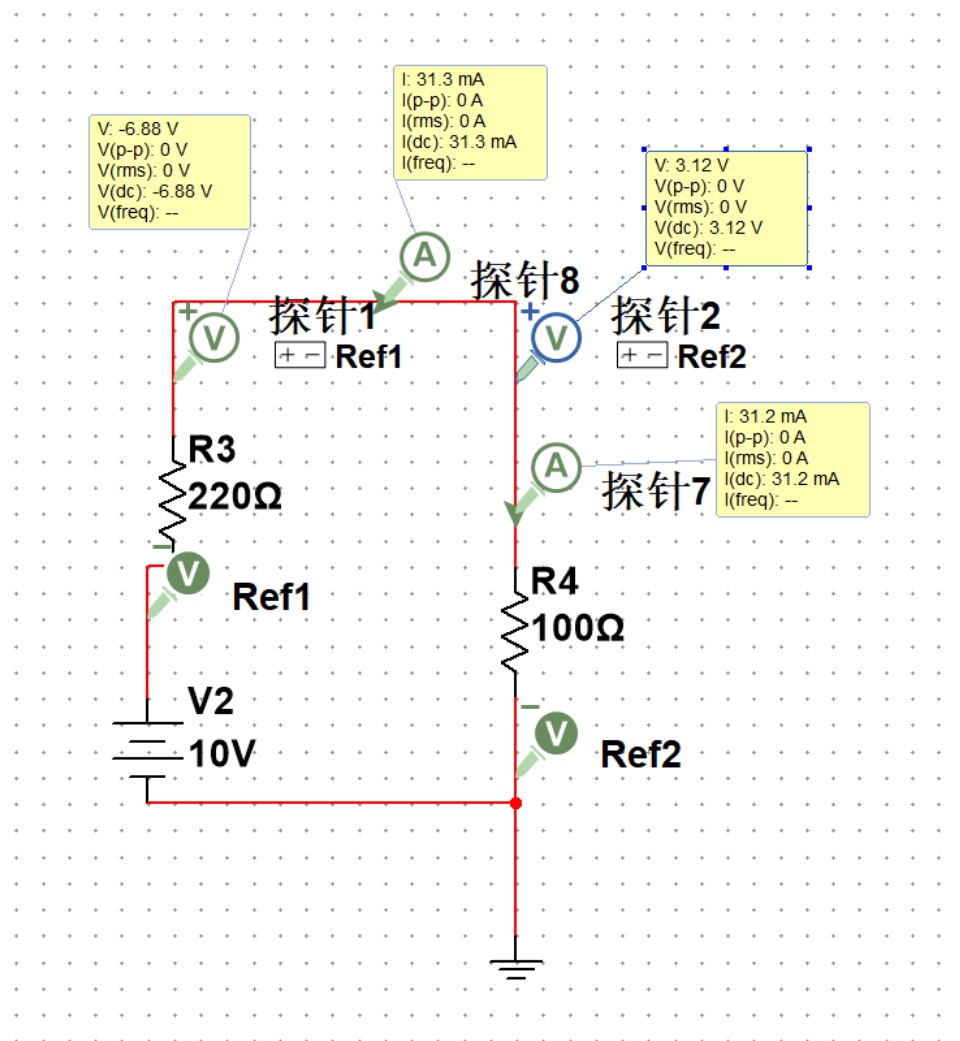 I: 31.3 mA
I(p-p): 0 A
I(rms): 0 A
I(dc): 31.3 mA
I(freq): --
V: -6.88 V
V(p-p): 0 V
V(rms): 0 V
V(dc): -6.88 V
V(freq): --
V: 3.12 V
V(p-p): 0 V
V(rms): 0 V
V(dc): 3.12 V
V(freq): --
A
探针8
+
V
探针1
+ −
Ref1
+
V
探针2
+ −
Ref2
I: 31.2 mA
I(p-p): 0 A
I(rms): 0 A
I(dc): 31.2 mA
I(freq): --
A
探针7
R3
220Ω
−
V
Ref1
R4
100Ω
V2
10V
−
V
Ref2